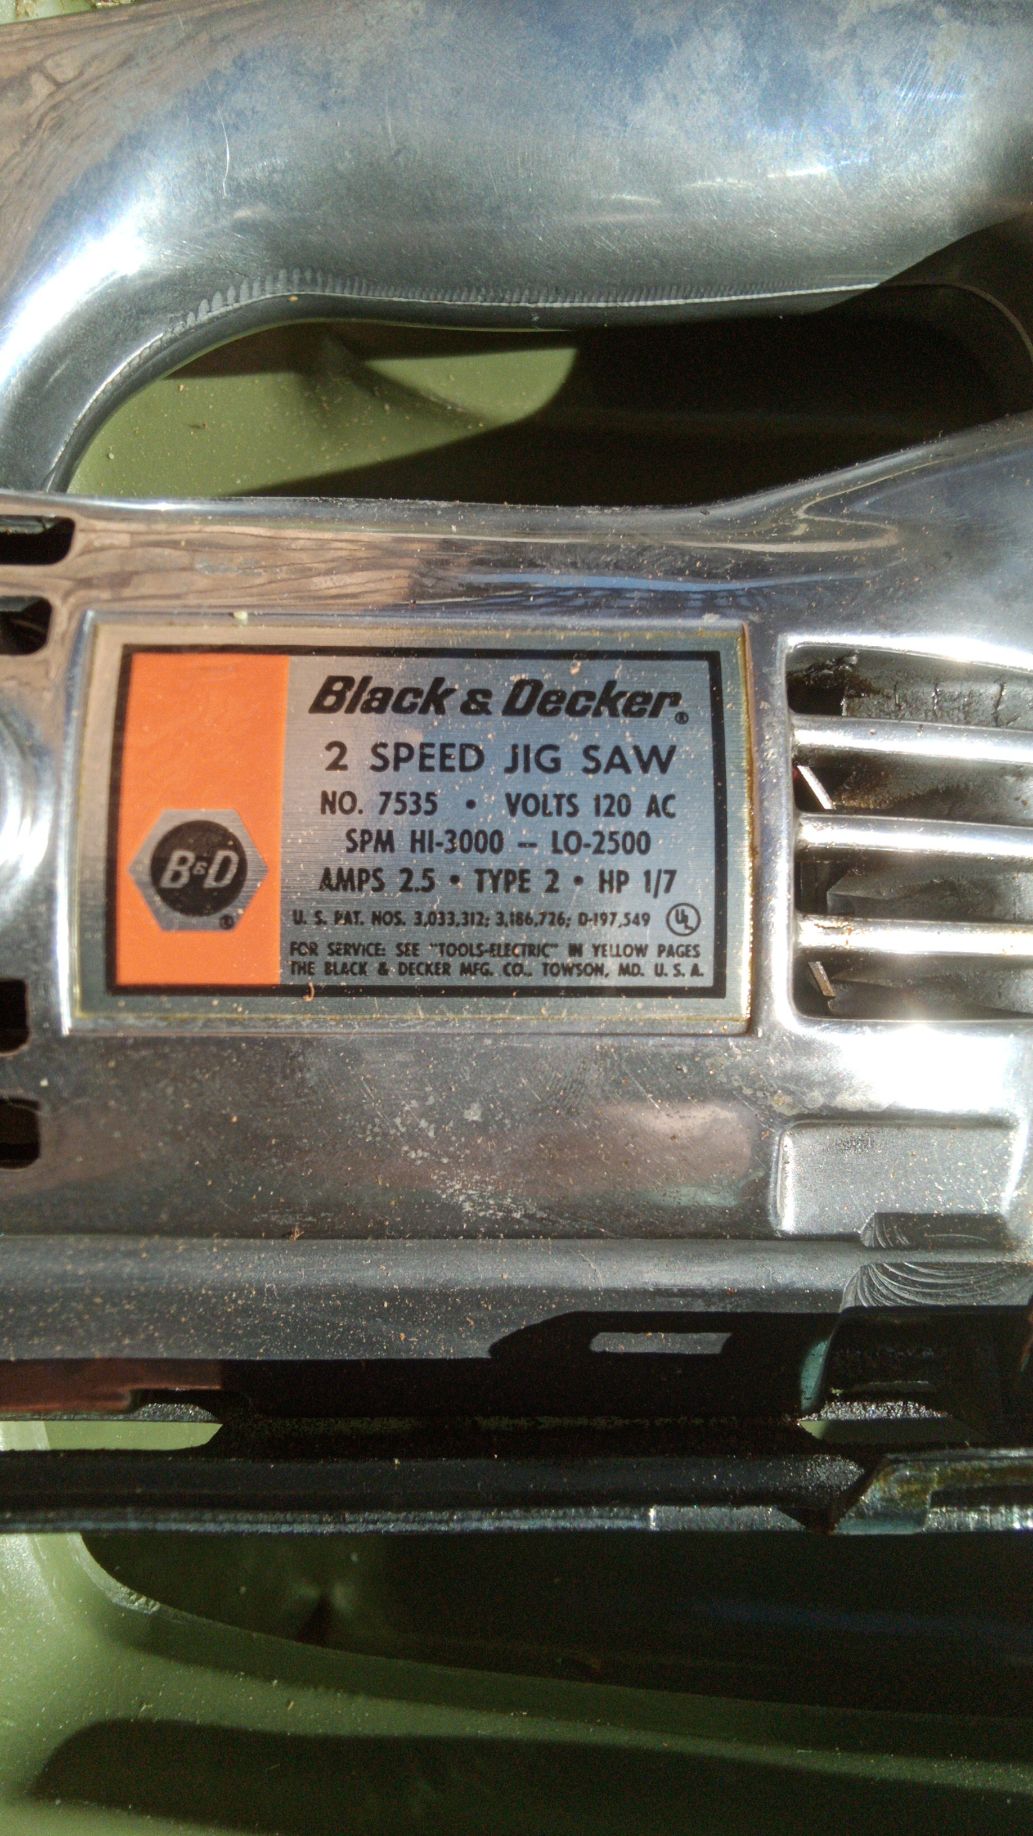 Black & Decker®
2 SPEED JIG SAW
NO. 7535 • VOLTS 120 AC
SPM HI-3000 — LO-2500
AMPS 2.5 • TYPE 2 • HP 1/7
U. S. PAT. NOS. 3,033,312; 3,186,726; D-197,549 UL
FOR SERVICE: SEE "TOOLS-ELECTRIC" IN YELLOW PAGES
THE BLACK & DECKER MFG. CO., TOWSON, MD. U. S. A.
B&D®